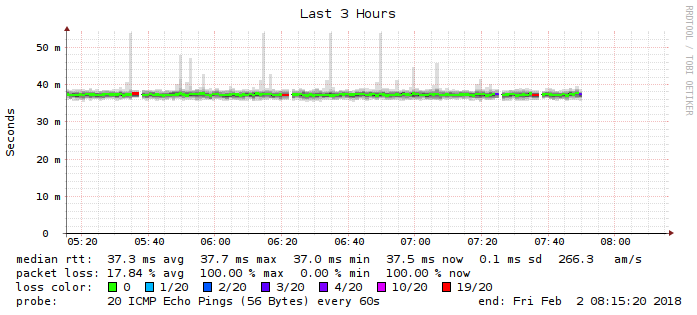 Last 3 Hours
RRDTOOL / TOBI OETIKER
Seconds
50 m
40 m
30 m
20 m
10 m
0
05:20 05:40 06:00 06:20 06:40 07:00 07:20 07:40 08:00
median rtt: 37.3 ms avg 37.7 ms max 37.0 ms min 37.5 ms now 0.1 ms sd 266.3 am/s
packet loss: 17.84 % avg 100.00 % max 0.00 % min 100.00 % now
loss color: 0 1/20 2/20 3/20 4/20 10/20 19/20
probe: 20 ICMP Echo Pings (56 Bytes) every 60s end: Fri Feb 2 08:15:20 2018